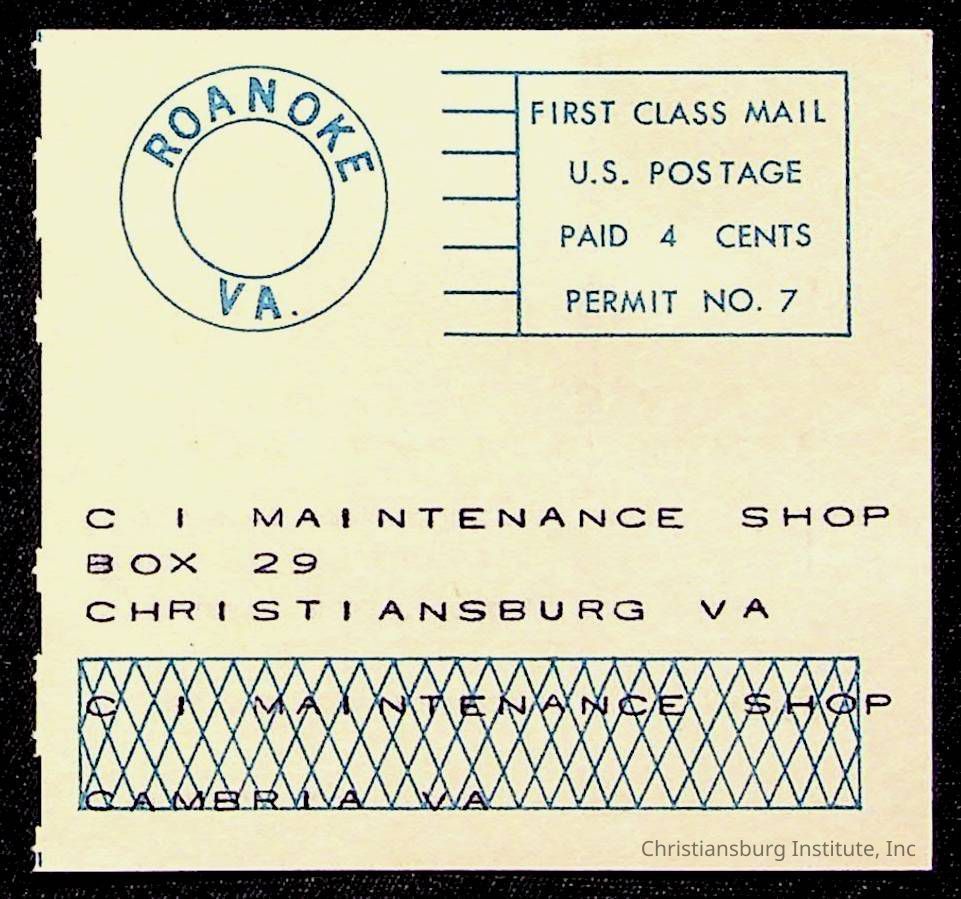 ROANOKE
VA.
FIRST CLASS MAIL
U.S. POSTAGE
PAID 4 CENTS
PERMIT NO. 7
C I MAINTENANCE SHOP
BOX 29
CHRISTIANSBURG VA
C I MAINTENANCE SHOP
CAMBRIA VA
Christiansburg Institute, Inc